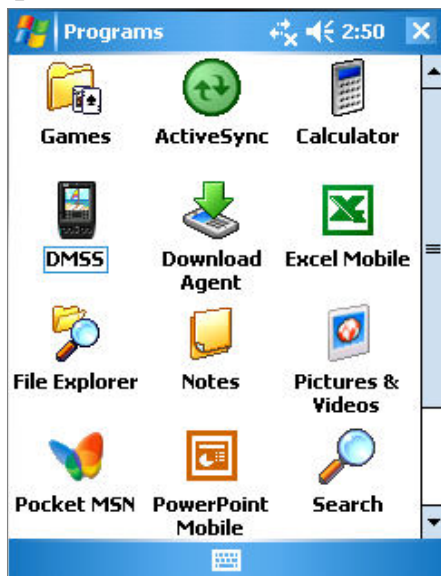 Programs 2:50
Games ActiveSync Calculator
DMSS Download Agent Excel Mobile
File Explorer Notes Pictures & Videos
Pocket MSN PowerPoint Mobile Search